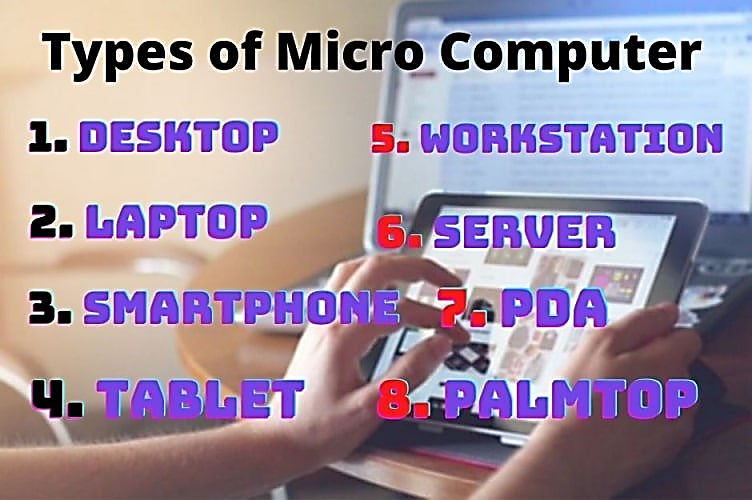 Types of Micro Computer
1. DESKTOP
2. LAPTOP
3. SMARTPHONE
4. TABLET
5. WORKSTATION
6. SERVER
7. PDA
8. PALMTOP